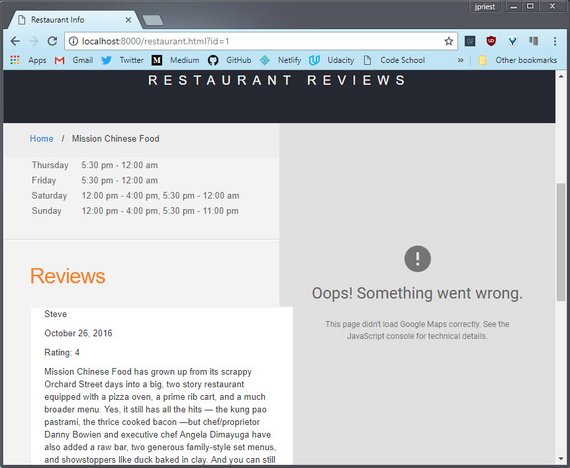 Restaurant Info
jpriest
localhost:8000/restaurant.html?id=1
Apps Gmail Twitter Medium GitHub Netlify Udacity Code School » Other bookmarks
RESTAURANT REVIEWS
Home / Mission Chinese Food
Thursday 5:30 pm - 12:00 am
Friday 5:30 pm - 12:00 am
Saturday 12:00 pm - 4:00 pm, 5:30 pm - 12:00 am
Sunday 12:00 pm - 4:00 pm, 5:30 pm - 11:00 pm
Reviews
Steve
October 26, 2016
Rating: 4
Mission Chinese Food has grown up from its scrappy
Orchard Street days into a big, two story restaurant
equipped with a pizza oven, a prime rib cart, and a much
broader menu. Yes, it still has all the hits — the kung pao
pastrami, the thrice cooked bacon —but chef/proprietor
Danny Bowien and executive chef Angela Dimayuga have
also added a raw bar, two generous family-style set menus,
and showstoppers like duck baked in clay. And you can still
Oops! Something went wrong.
This page didn't load Google Maps correctly. See the
JavaScript console for technical details.